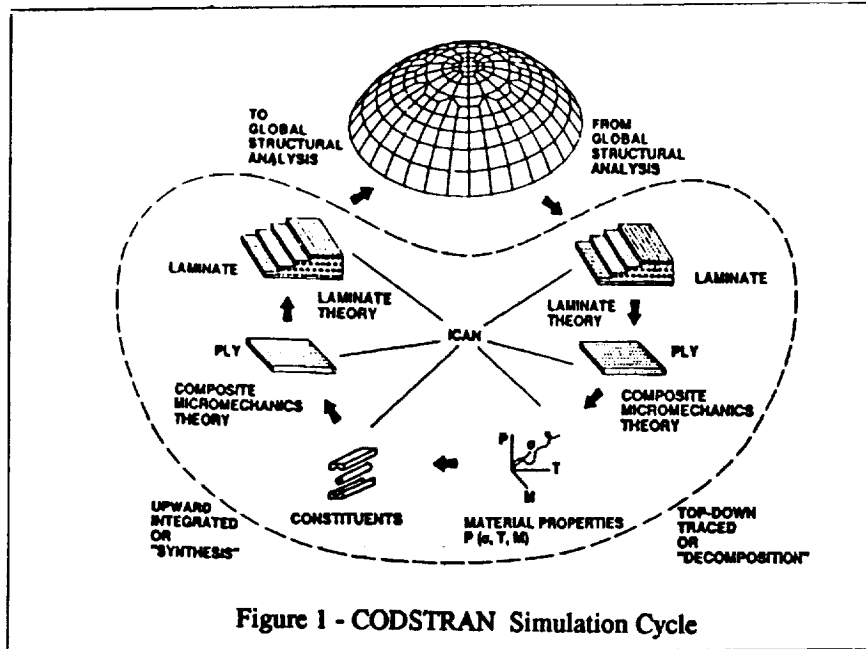 TO
GLOBAL
STRUCTURAL
ANALYSIS
FROM
GLOBAL
STRUCTURAL
ANALYSIS
LAMINATE
LAMINATE
THEORY
LAMINATE
THEORY
LAMINATE
ICAN
PLY
PLY
COMPOSITE
MICROMECHANICS
THEORY
COMPOSITE
MICROMECHANICS
THEORY
P
σ
T
M
CONSTITUENTS
MATERIAL PROPERTIES
P (σ, T, M)
UPWARD
INTEGRATED
OR
"SYNTHESIS"
TOP-DOWN
TRACED
OR
"DECOMPOSITION"
Figure 1 - CODSTRAN Simulation Cycle